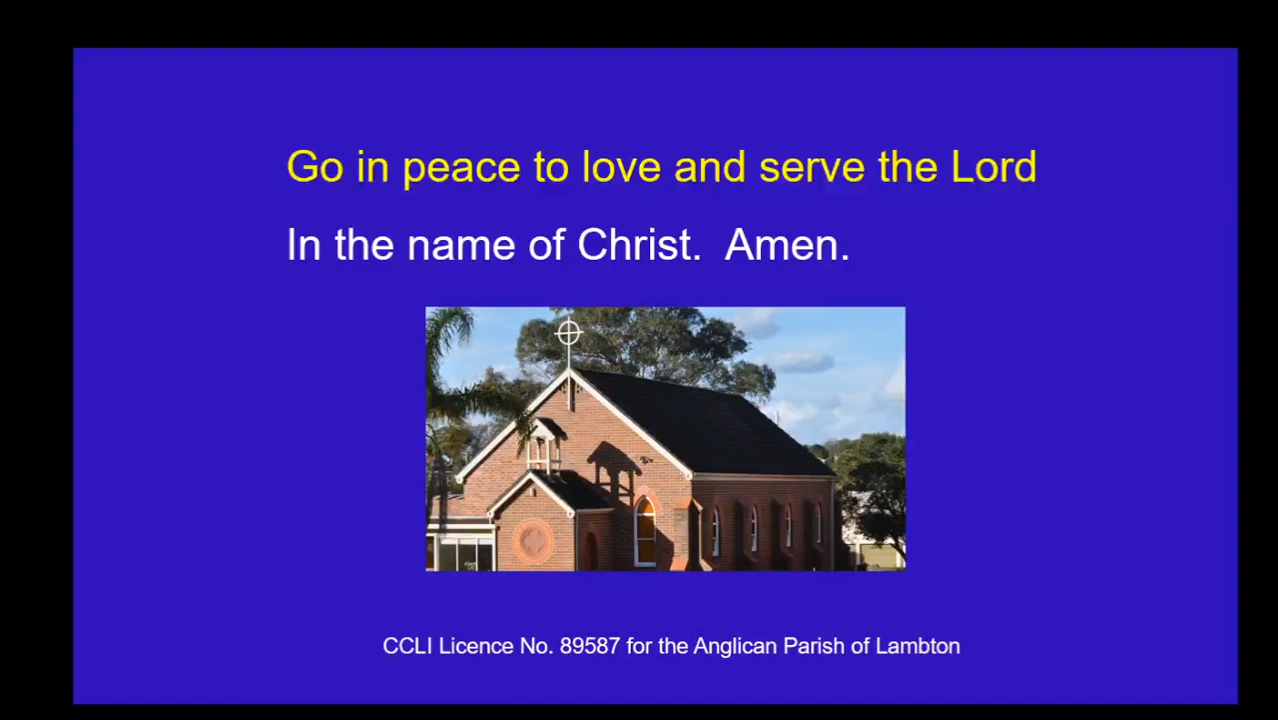 Go in peace to love and serve the Lord
In the name of Christ.  Amen.
CCLI Licence No. 89587 for the Anglican Parish of Lambton